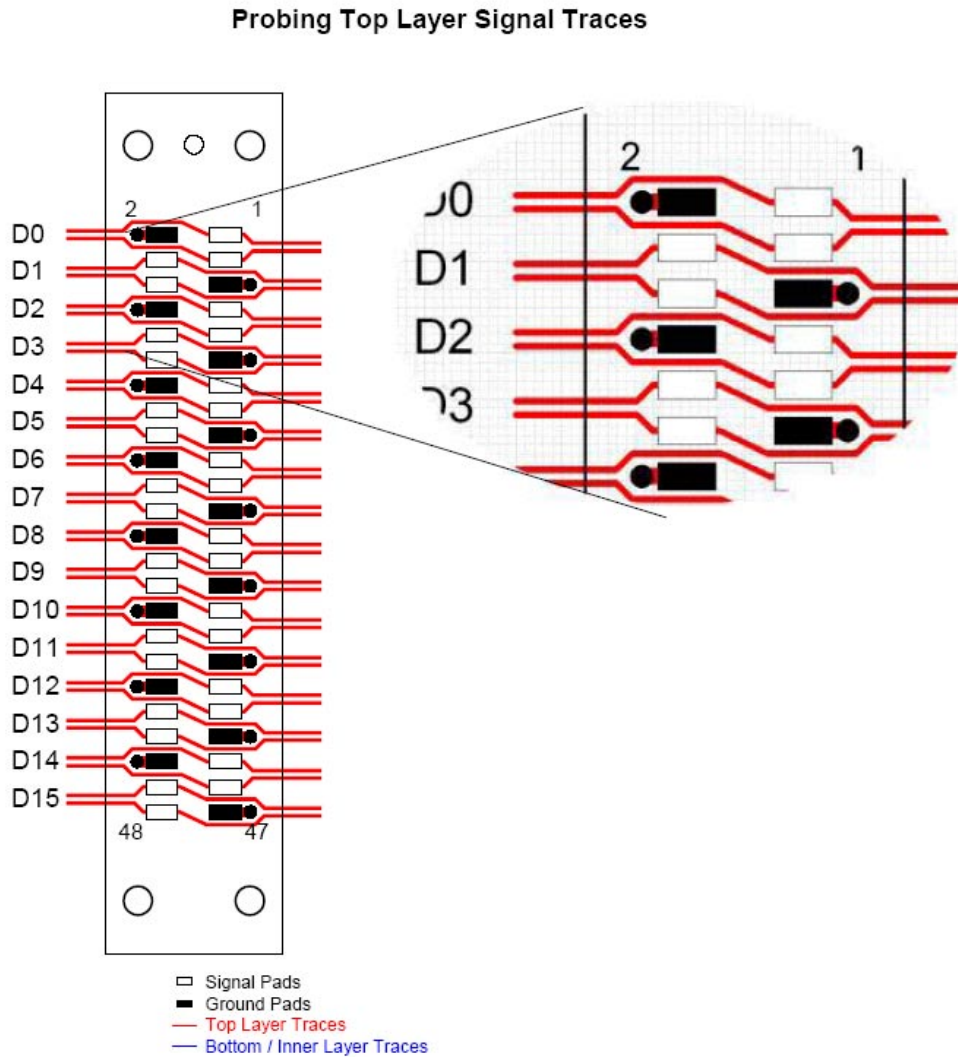 Probing Top Layer Signal Traces
2 1
D0
D1
D2
D3
D4
D5
D6
D7
D8
D9
D10
D11
D12
D13
D14
D15
48 47
2 1
0
D1
D2
3
Signal Pads
Ground Pads
Top Layer Traces
Bottom / Inner Layer Traces